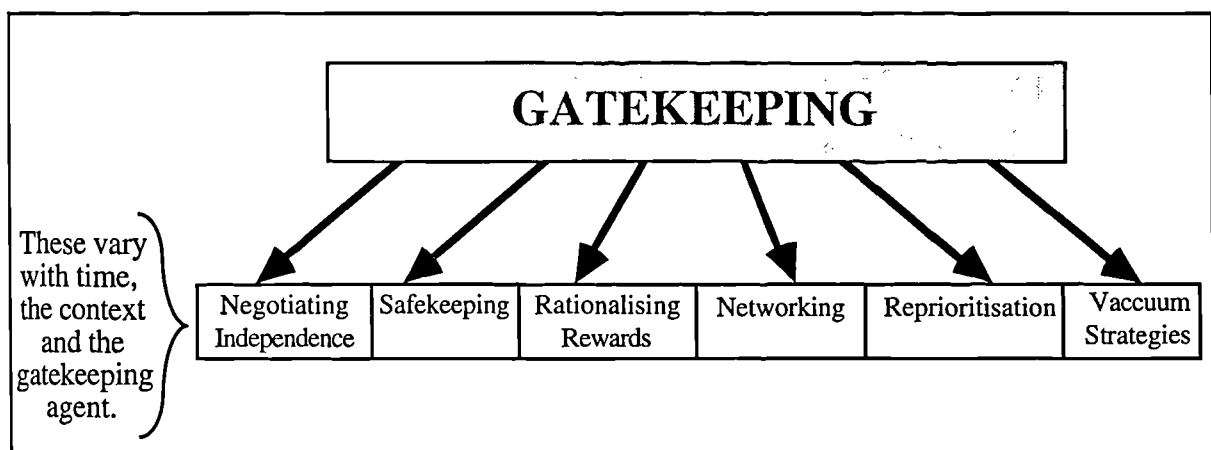 GATEKEEPING
These vary
with time,
the context
and the
gatekeeping
agent.
Negotiating
Independence
Safekeeping
Rationalising
Rewards
Networking
Reprioritisation
Vaccuum
Strategies